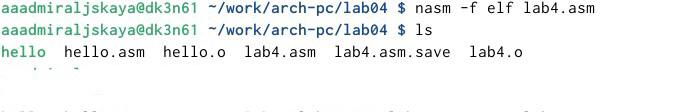 aaadmiraljskaya@dk3n61 ~/work/arch-pc/lab04 $ nasm -f elf lab4.asm
aaadmiraljskaya@dk3n61 ~/work/arch-pc/lab04 $ ls
hello hello.asm hello.o lab4.asm lab4.asm.save lab4.o